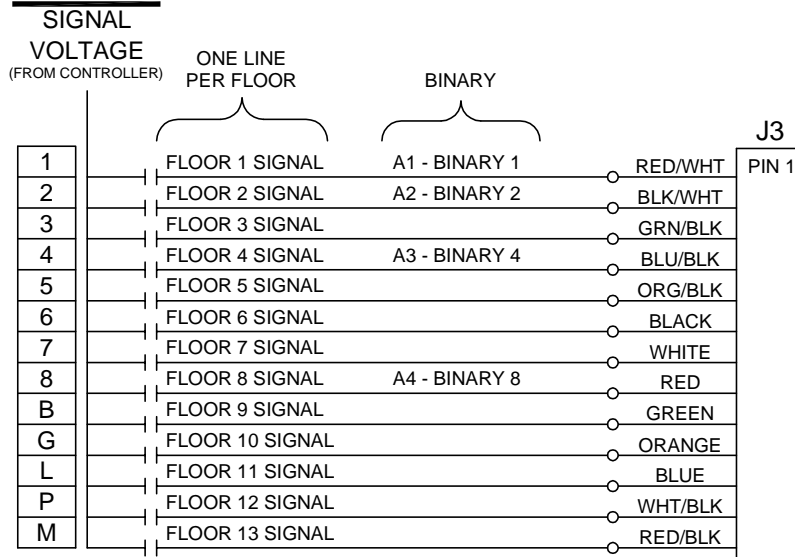 SIGNAL
VOLTAGE
(FROM CONTROLLER)
ONE LINE
PER FLOOR
BINARY
J3
1 FLOOR 1 SIGNAL A1 - BINARY 1 RED/WHT PIN 1
2 FLOOR 2 SIGNAL A2 - BINARY 2 BLK/WHT
3 FLOOR 3 SIGNAL GRN/BLK
4 FLOOR 4 SIGNAL A3 - BINARY 4 BLU/BLK
5 FLOOR 5 SIGNAL ORG/BLK
6 FLOOR 6 SIGNAL BLACK
7 FLOOR 7 SIGNAL WHITE
8 FLOOR 8 SIGNAL A4 - BINARY 8 RED
B FLOOR 9 SIGNAL GREEN
G FLOOR 10 SIGNAL ORANGE
L FLOOR 11 SIGNAL BLUE
P FLOOR 12 SIGNAL WHT/BLK
M FLOOR 13 SIGNAL RED/BLK